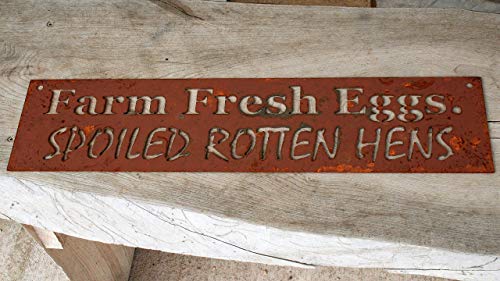 Farm Fresh Eggs.
SPOILED ROTTEN HENS